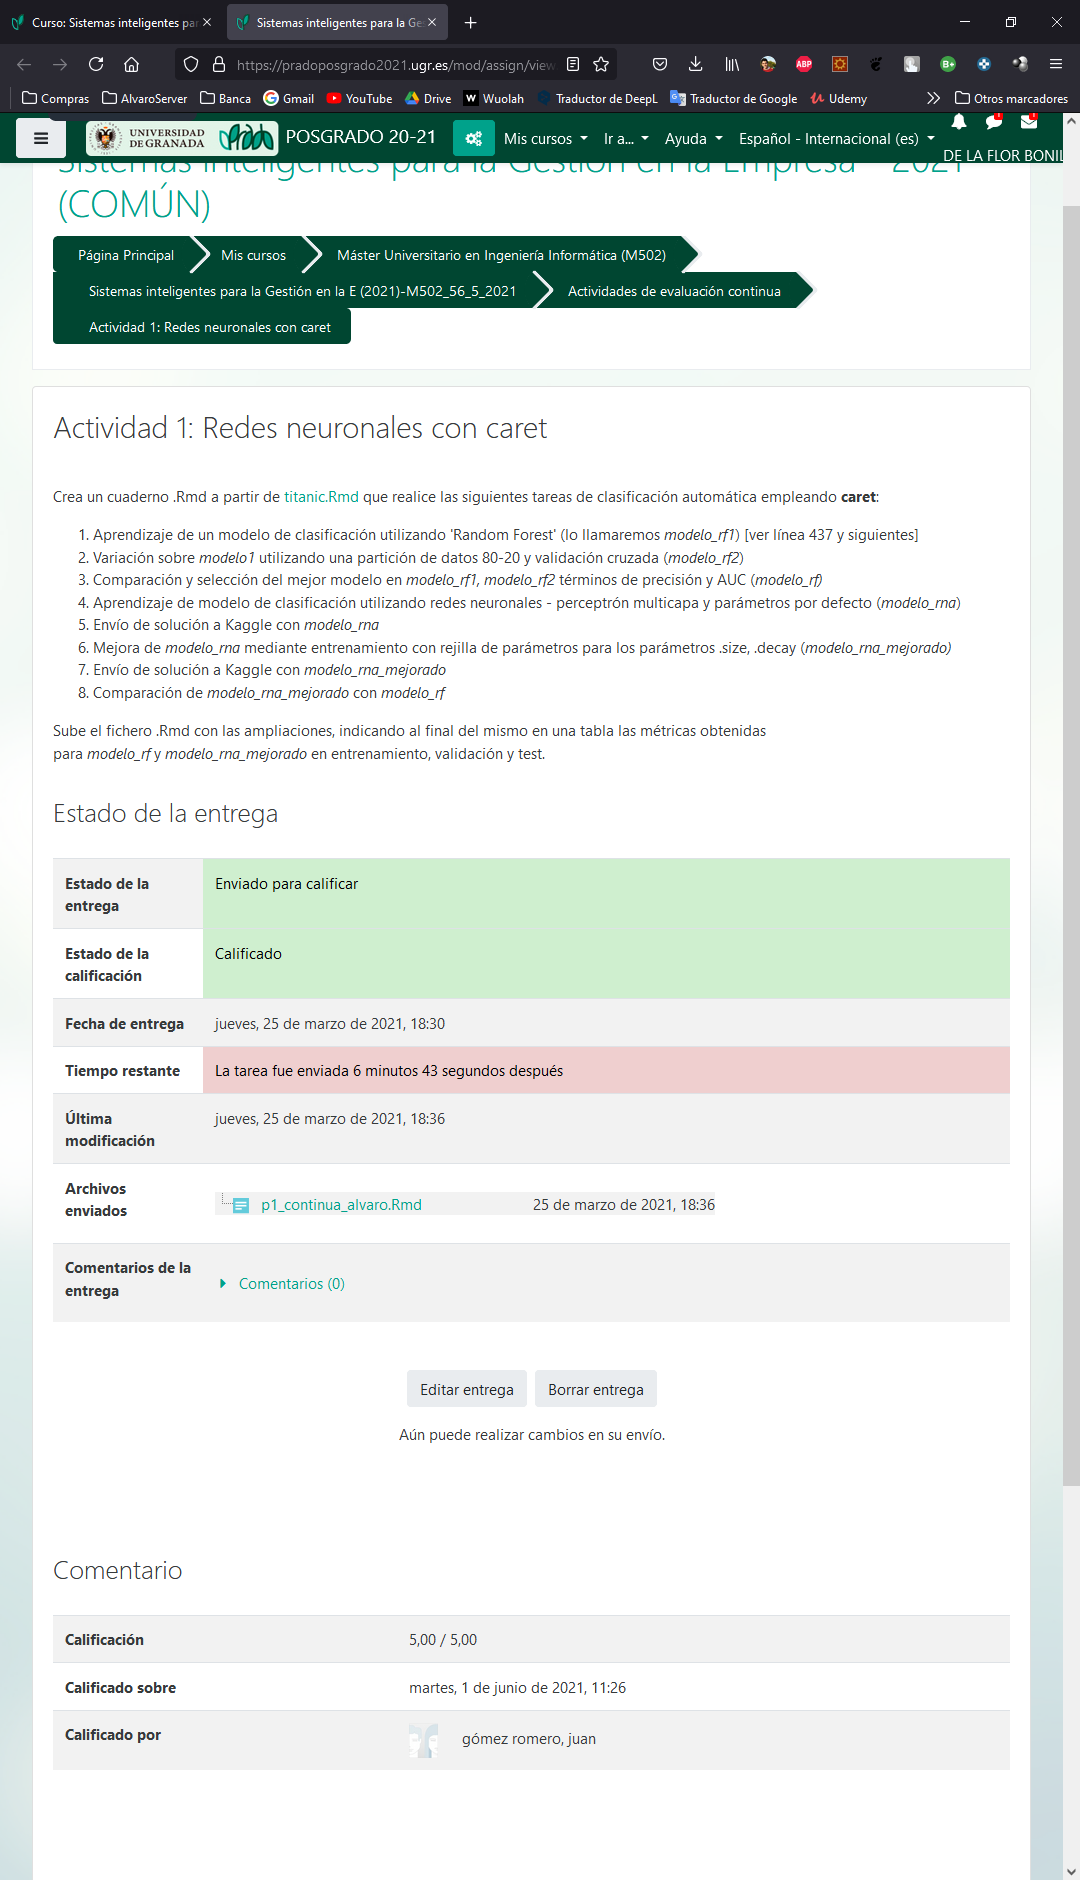 Curso: Sistemas inteligentes par
Sistemas inteligentes para la Ge
https://pradoposgrado2021.ugr.es/mod/assign/view
Compras AlvaroServer Banca Gmail YouTube Drive Wuolah Traductor de DeepL Traductor de Google Udemy Otros marcadores
UNIVERSIDAD DE GRANADA POSGRADO 20-21 Mis cursos Ir a... Ayuda Español - Internacional (es)
DE LA FLOR BONIL
Sistemas inteligentes para la Gestión en la Empresa - 2021
(COMÚN)
Página Principal Mis cursos Máster Universitario en Ingeniería Informática (M502)
Sistemas inteligentes para la Gestión en la E (2021)-M502_56_5_2021 Actividades de evaluación continua
Actividad 1: Redes neuronales con caret
Actividad 1: Redes neuronales con caret
Crea un cuaderno .Rmd a partir de titanic.Rmd que realice las siguientes tareas de clasificación automática empleando caret:
1. Aprendizaje de un modelo de clasificación utilizando 'Random Forest' (lo llamaremos modelo_rf1) [ver línea 437 y siguientes]
2. Variación sobre modelo1 utilizando una partición de datos 80-20 y validación cruzada (modelo_rf2)
3. Comparación y selección del mejor modelo en modelo_rf1, modelo_rf2 términos de precisión y AUC (modelo_rf)
4. Aprendizaje de modelo de clasificación utilizando redes neuronales - perceptrón multicapa y parámetros por defecto (modelo_rna)
5. Envío de solución a Kaggle con modelo_rna
6. Mejora de modelo_rna mediante entrenamiento con rejilla de parámetros para los parámetros .size, .decay (modelo_rna_mejorado)
7. Envío de solución a Kaggle con modelo_rna_mejorado
8. Comparación de modelo_rna_mejorado con modelo_rf
Sube el fichero .Rmd con las ampliaciones, indicando al final del mismo en una tabla las métricas obtenidas
para modelo_rf y modelo_rna_mejorado en entrenamiento, validación y test.
Estado de la entrega
Estado de la entrega Enviado para calificar
Estado de la calificación Calificado
Fecha de entrega jueves, 25 de marzo de 2021, 18:30
Tiempo restante La tarea fue enviada 6 minutos 43 segundos después
Última modificación jueves, 25 de marzo de 2021, 18:36
Archivos enviados p1_continua_alvaro.Rmd 25 de marzo de 2021, 18:36
Comentarios de la entrega Comentarios (0)
Editar entrega Borrar entrega
Aún puede realizar cambios en su envío.
Comentario
Calificación 5,00 / 5,00
Calificado sobre martes, 1 de junio de 2021, 11:26
Calificado por gómez romero, juan